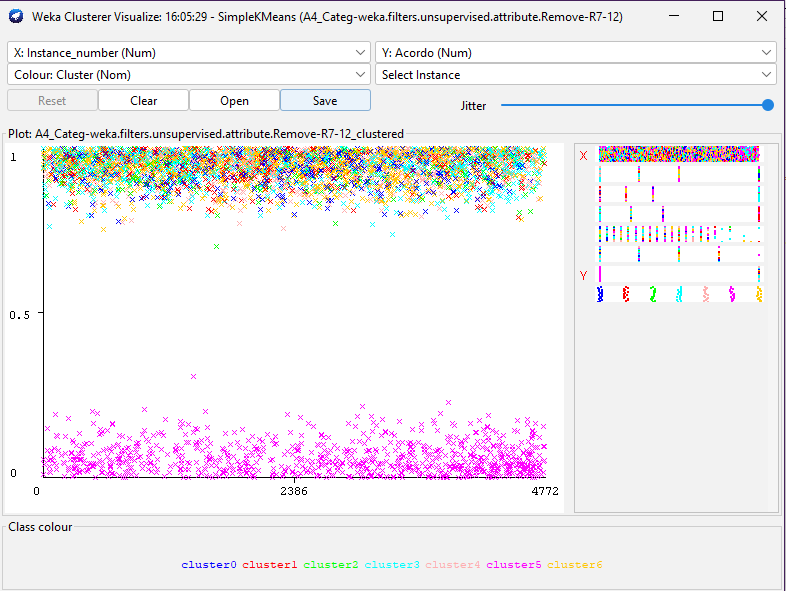 Weka Clusterer Visualize: 16:05:29 - SimpleKMeans (A4_Categ-weka.filters.unsupervised.attribute.Remove-R7-12)
X: Instance_number (Num) Y: Acordo (Num)
Colour: Cluster (Nom) Select Instance
Reset Clear Open Save Jitter
Plot: A4_Categ-weka.filters.unsupervised.attribute.Remove-R7-12_clustered
1
0.5
0
0 2386 4772
X
Y
Class colour
cluster0 cluster1 cluster2 cluster3 cluster4 cluster5 cluster6